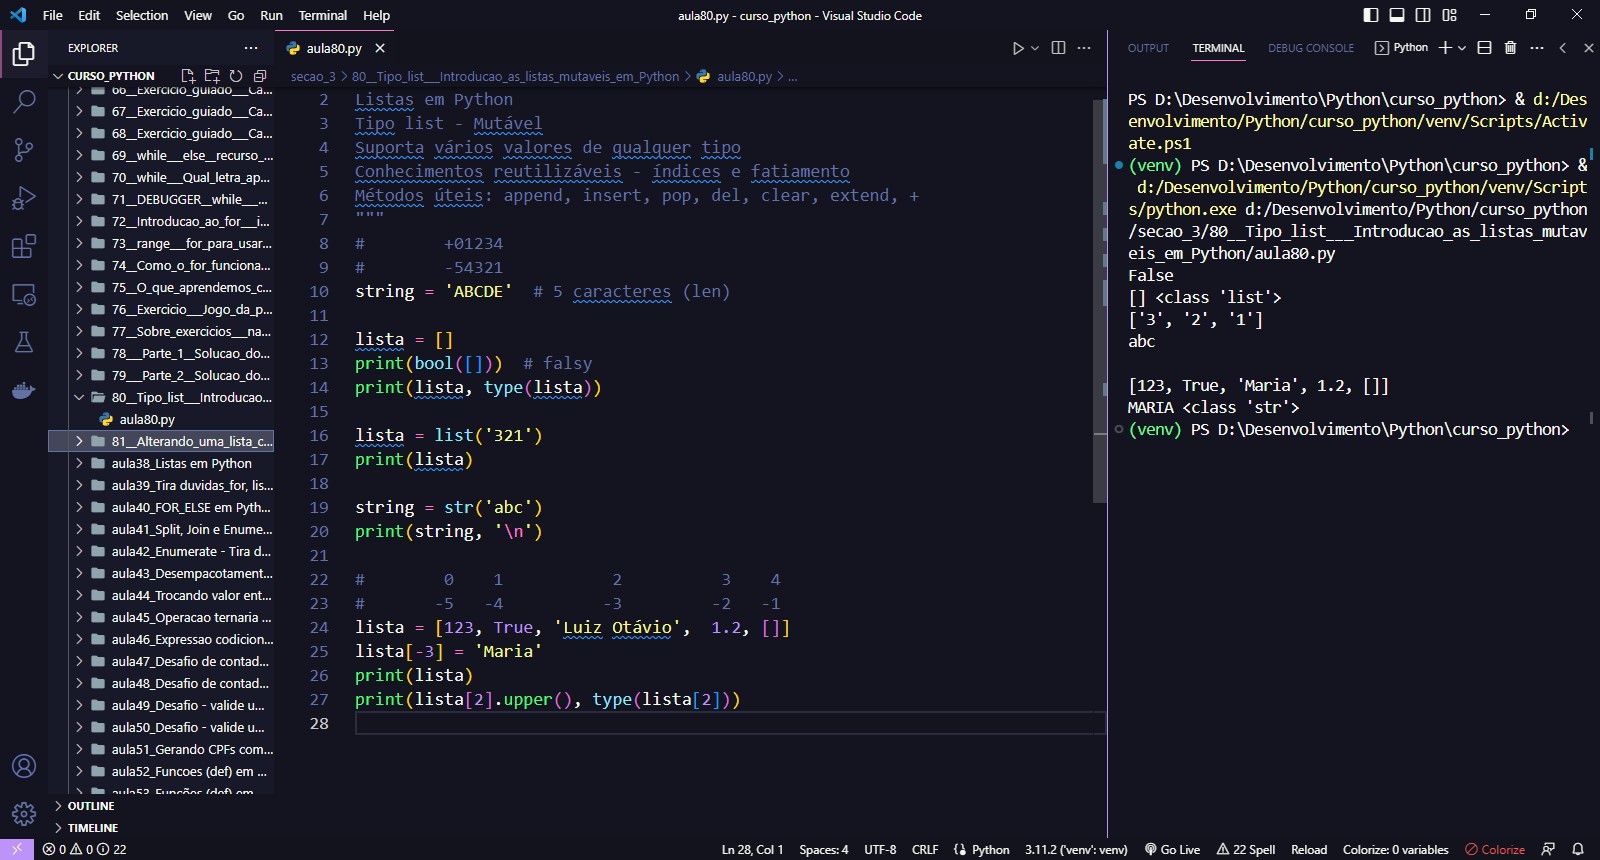 File Edit Selection View Go Run Terminal Help
aula80.py - curso_python - Visual Studio Code
EXPLORER
CURSO_PYTHON
66__Exercicio_guiado__Ca...
67__Exercicio_guiado__Ca...
68__Exercicio_guiado__Ca...
69__while__else__recurso_...
70__while__Qual_letra_ap...
71__DEBUGGER__while__...
72__Introducao_ao_for__i...
73__range__for_para_usar...
74__Como_o_for_funciona...
75__O_que_aprendemos_c...
76__Exercicio__Jogo_da_p...
77__Sobre_exercicios__na...
78__Parte_1__Solucao_do...
79__Parte_2__Solucao_do...
80__Tipo_list__Introducao...
aula80.py
81__Alterando_uma_lista_c...
aula38_Listas em Python
aula39_Tira duvidas_for, lis...
aula40_FOR_ELSE em Pyth...
aula41_Split, Join e Enume...
aula42_Enumerate - Tira d...
aula43_Desempacotament...
aula44_Trocando valor ent...
aula45_Operacao ternaria ...
aula46_Expressao codicion...
aula47_Desafio de contad...
aula48_Desafio de contad...
aula49_Desafio - valide u...
aula50_Desafio - valide u...
aula51_Gerando CPFs com...
aula52_Funcoes (def) em ...
aula53_Funções (def) em
OUTLINE
TIMELINE
aula80.py
secao_3 > 80__Tipo_list___Introducao_as_listas_mutaveis_em_Python > aula80.py > ...
2 Listas em Python
3 Tipo list - Mutável
4 Suporta vários valores de qualquer tipo
5 Conhecimentos reutilizáveis - índices e fatiamento
6 Métodos úteis: append, insert, pop, del, clear, extend, +
7 """
8 #        +01234
9 #        -54321
10 string = 'ABCDE'  # 5 caracteres (len)
11
12 lista = []
13 print(bool([]))  # falsy
14 print(lista, type(lista))
15
16 lista = list('321')
17 print(lista)
18
19 string = str('abc')
20 print(string, '\n')
21
22 #        0    1           2          3    4
23 #       -5   -4          -3         -2   -1
24 lista = [123, True, 'Luiz Otávio',  1.2, []]
25 lista[-3] = 'Maria'
26 print(lista)
27 print(lista[2].upper(), type(lista[2]))
28
OUTPUT TERMINAL DEBUG CONSOLE Python
PS D:\Desenvolvimento\Python\curso_python> & d:/Des
envolvimento/Python/curso_python/venv/Scripts/Activ
ate.ps1
(venv) PS D:\Desenvolvimento\Python\curso_python> &
d:/Desenvolvimento/Python/curso_python/venv/Script
s/python.exe d:/Desenvolvimento/Python/curso_python
/secao_3/80__Tipo_list___Introducao_as_listas_mutav
eis_em_Python/aula80.py
False
[] <class 'list'>
['3', '2', '1']
abc
[123, True, 'Maria', 1.2, []]
MARIA <class 'str'>
(venv) PS D:\Desenvolvimento\Python\curso_python>
0 0 22 Ln 28, Col 1 Spaces: 4 UTF-8 CRLF Python 3.11.2 ('venv': venv) Go Live 22 Spell Reload Colorize: 0 variables Colorize